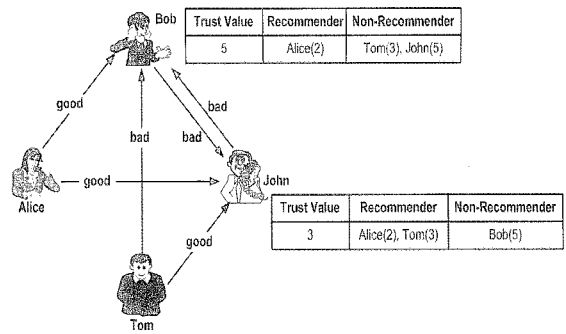 Bob
Trust Value Recommender Non-Recommender
5 Alice(2) Tom(3), John(5)
good
bad
bad
bad
good
John
Alice
Trust Value Recommender Non-Recommender
3 Alice(2), Tom(3) Bob(5)
good
Tom